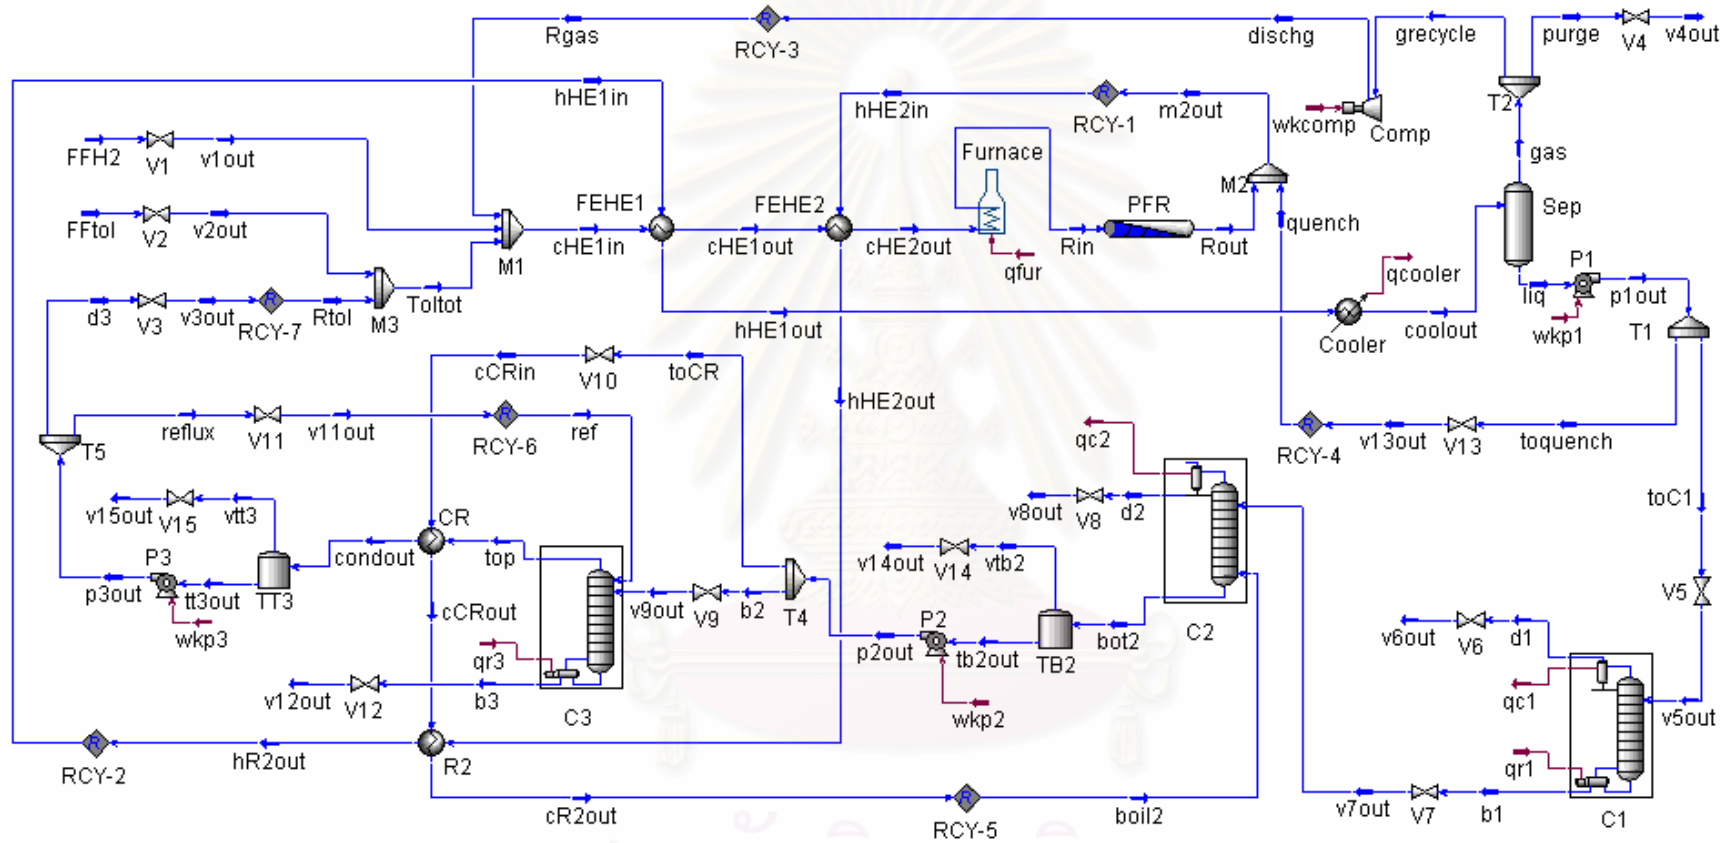 Rgas
RCY-3
dischg
grecycle
purge
V4
v4out
hHE1in
hHE2in
RCY-1
m2out
wkcomp
Comp
T2
FFH2
V1
v1out
Furnace
gas
FFtol
V2
v2out
FEHE1
FEHE2
M2
PFR
quench
Sep
M1
cHE1in
cHE1out
cHE2out
Rin
Rout
qfur
qcooler
P1
p1out
d3
V3
v3out
RCY-7
Rtol
M3
Toltot
hHE1out
Cooler
coolout
liq
wkp1
T1
cCRin
V10
toCR
hHE2out
reflux
V11
v11out
RCY-6
ref
T5
qc2
RCY-4
v13out
V13
toquench
v15out
V15
vtt3
CR
v8out
V8
d2
toC1
P3
condout
top
v14out
V14
vtb2
p3out
tt3out
TT3
cCRout
v9out
V9
b2
T4
P2
V5
wkp3
qr3
p2out
tb2out
TB2
bot2
C2
v6out
V6
d1
v12out
V12
b3
C3
wkp2
qc1
v5out
RCY-2
hR2out
R2
qr1
cR2out
RCY-5
boil2
v7out
V7
b1
C1
R
R
R
R
R
R
R